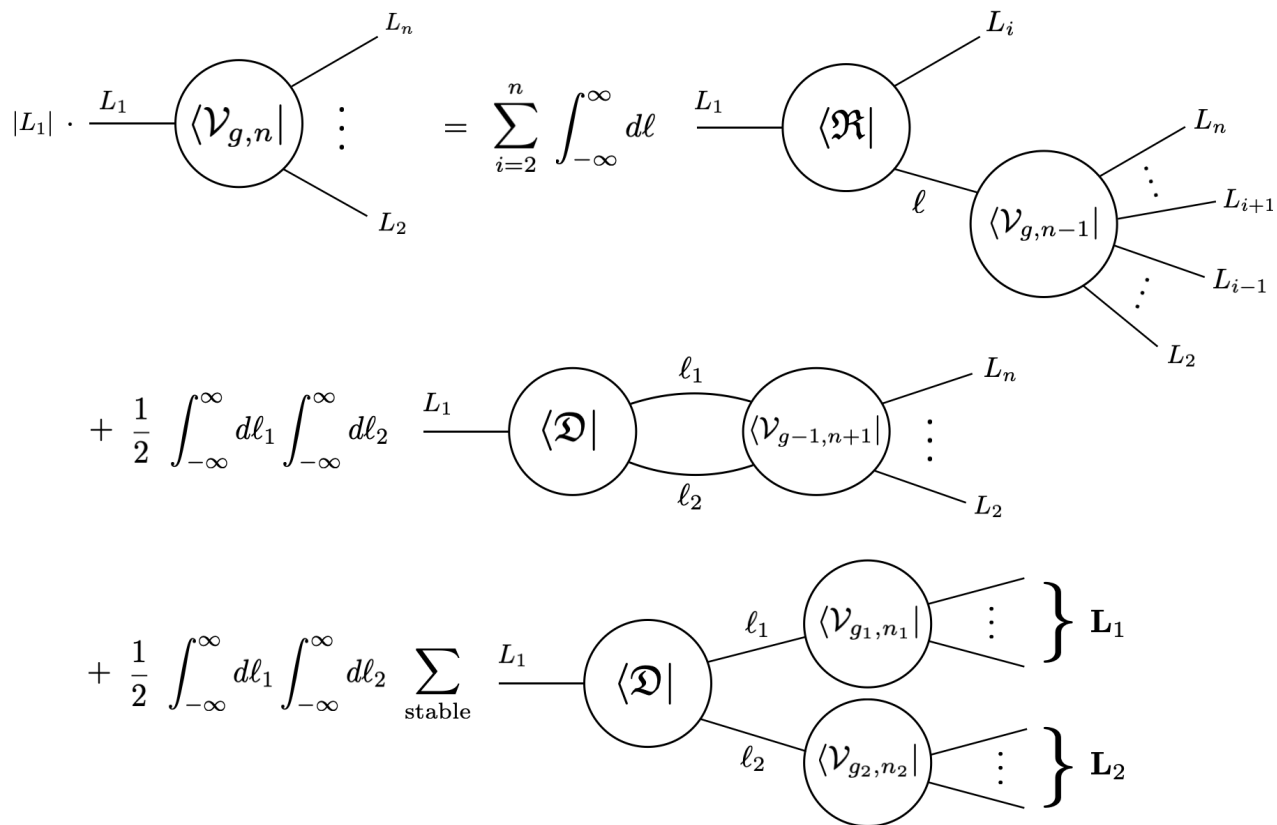 |L₁| · L₁ ⟨𝒱_{g,n}| L_n ⋮ L₂ = ∑_{i=2}^{n} ∫_{-∞}^{∞} dℓ L₁ ⟨ℜ| L_i ℓ ⟨𝒱_{g,n−1}| L_n ⋱ L_{i+1} L_{i−1} ⋰ L₂
+ 1/2 ∫_{-∞}^{∞} dℓ₁ ∫_{-∞}^{∞} dℓ₂ L₁ ⟨𝔇| ℓ₁ ℓ₂ ⟨𝒱_{g−1,n+1}| L_n ⋮ L₂
+ 1/2 ∫_{-∞}^{∞} dℓ₁ ∫_{-∞}^{∞} dℓ₂ ∑_{stable} L₁ ⟨𝔇| ℓ₁ ⟨𝒱_{g₁,n₁}| ⋮ } 𝐋₁ ℓ₂ ⟨𝒱_{g₂,n₂}| ⋮ } 𝐋₂